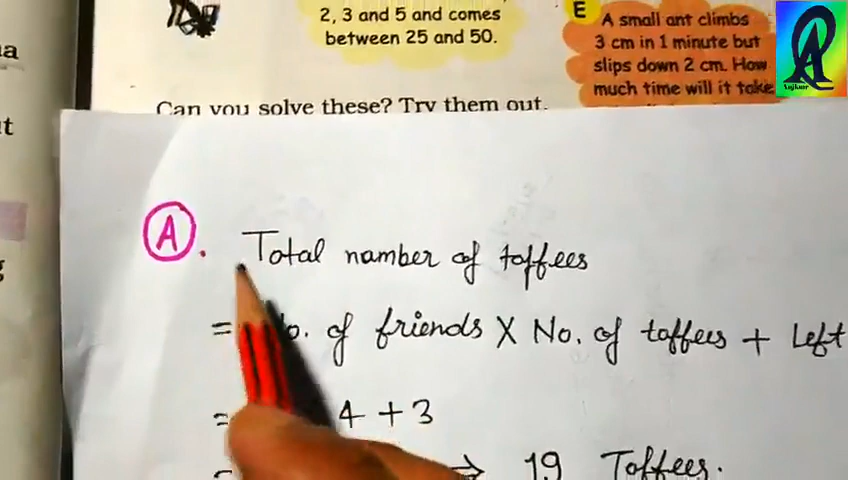 2, 3 and 5 and comes
between 25 and 50.
E
A small ant climbs
3 cm in 1 minute but
slips down 2 cm. How
much time will it take
Can you solve these? Try them out.
A.
Total number of toffees
= No. of friends X No. of toffees + Left
= 4 + 3
= ⇒ 19 Toffees.